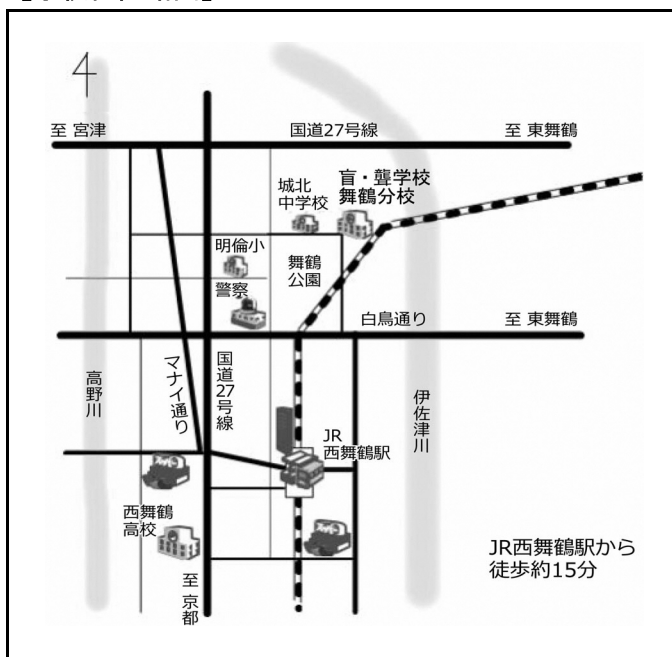 至 宮津
国道27号線
至 東舞鶴
城北
中学校
盲・聾学校
舞鶴分校
明倫小
舞鶴
公園
警察
白鳥通り
至 東舞鶴
高野川
マナイ通り
国道27号線
伊佐津川
JR
西舞鶴駅
西舞鶴
高校
JR西舞鶴駅から
徒歩約15分
至 京都